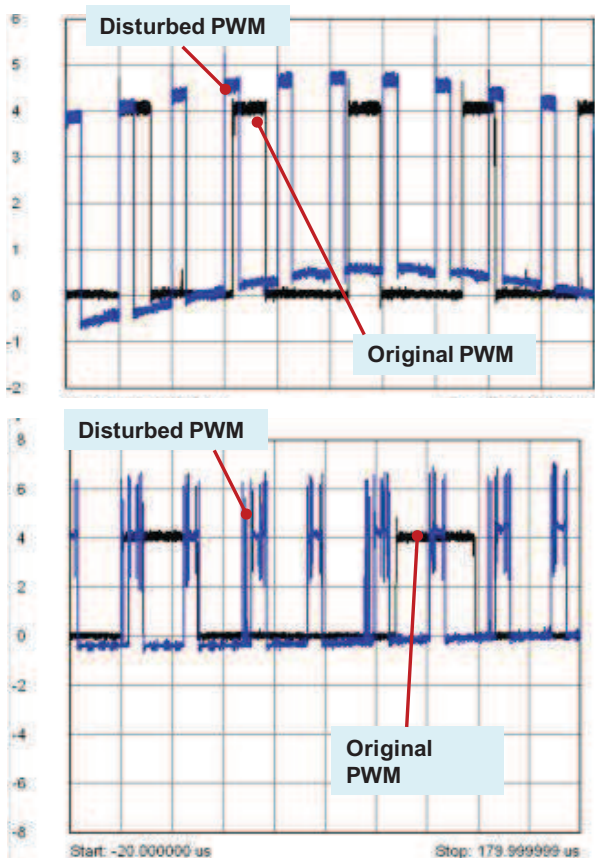 6
Disturbed PWM
5
4
3
2
1
0
-1
Original PWM
-2
8
Disturbed PWM
6
4
2
0
-2
-4
Original
PWM
-6
-8
Start: -20.000000 us
Stop: 179.999999 us